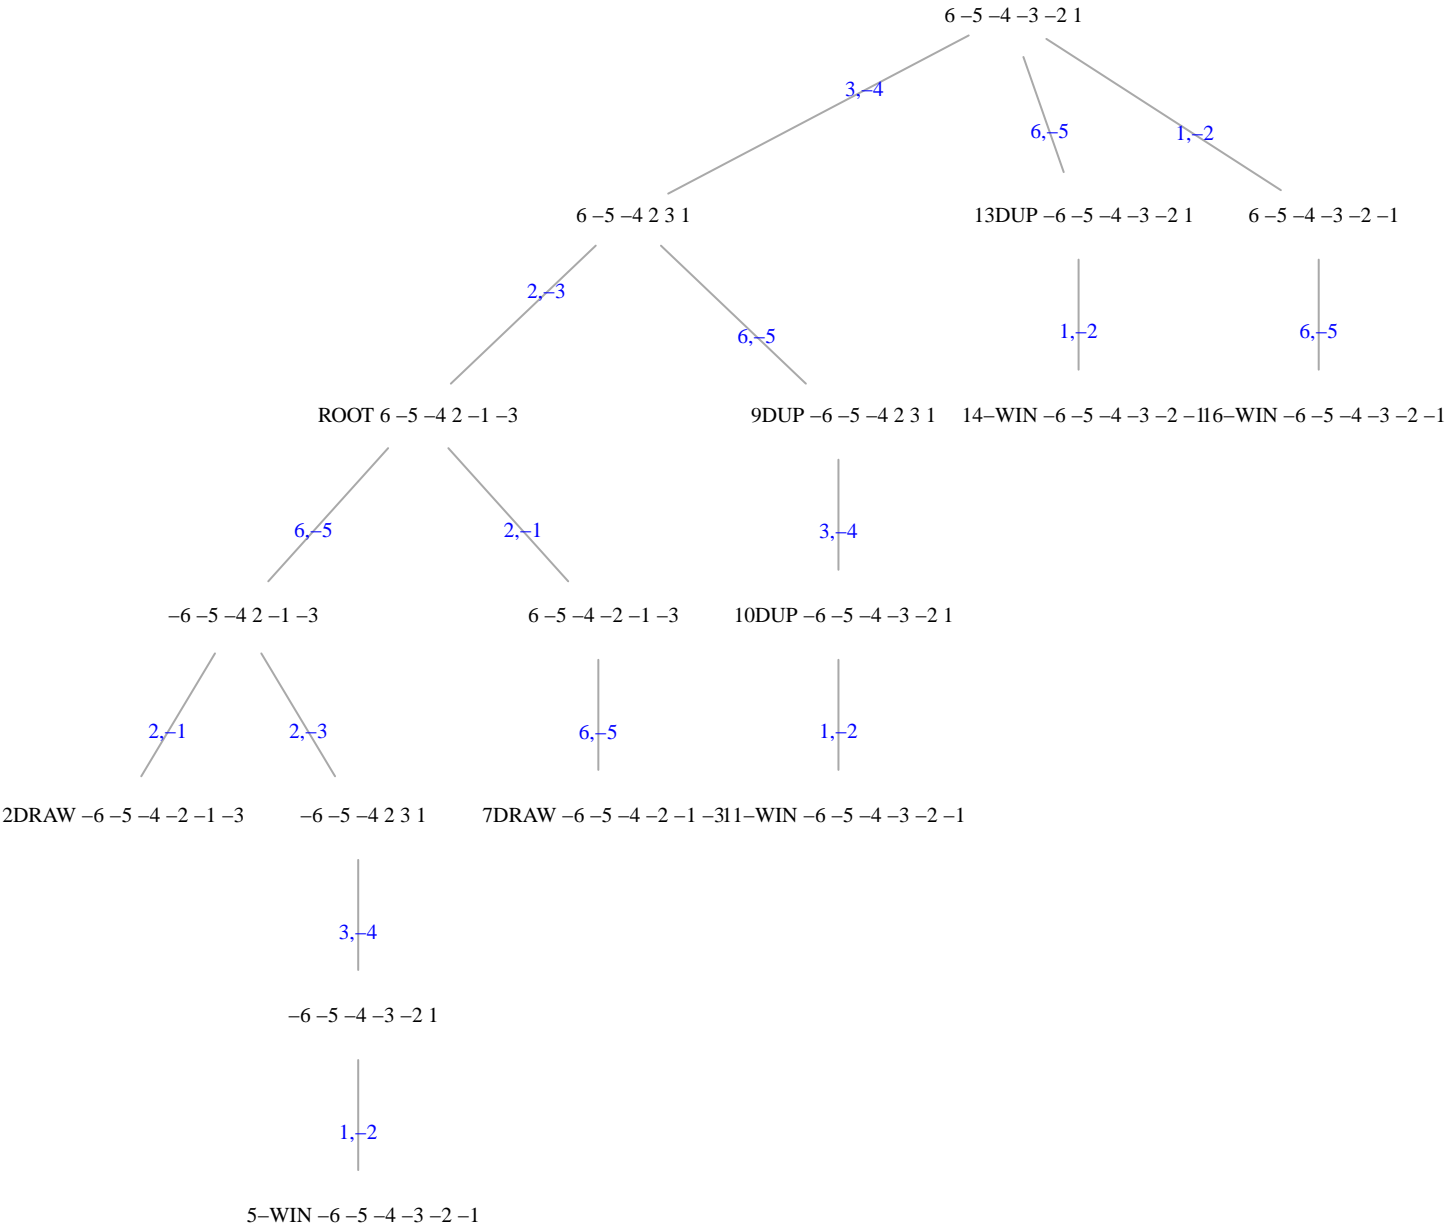 6 –5 –4 –3 –2 1
3,–4
6,–5
1,–2
6 –5 –4 2 3 1
13DUP –6 –5 –4 –3 –2 1
6 –5 –4 –3 –2 –1
2,–3
6,–5
1,–2
6,–5
ROOT 6 –5 –4 2 –1 –3
9DUP –6 –5 –4 2 3 1
14–WIN –6 –5 –4 –3 –2 –1
16–WIN –6 –5 –4 –3 –2 –1
6,–5
2,–1
3,–4
–6 –5 –4 2 –1 –3
6 –5 –4 –2 –1 –3
10DUP –6 –5 –4 –3 –2 1
2,–1
2,–3
6,–5
1,–2
2DRAW –6 –5 –4 –2 –1 –3
–6 –5 –4 2 3 1
7DRAW –6 –5 –4 –2 –1 –3
11–WIN –6 –5 –4 –3 –2 –1
3,–4
–6 –5 –4 –3 –2 1
1,–2
5–WIN –6 –5 –4 –3 –2 –1